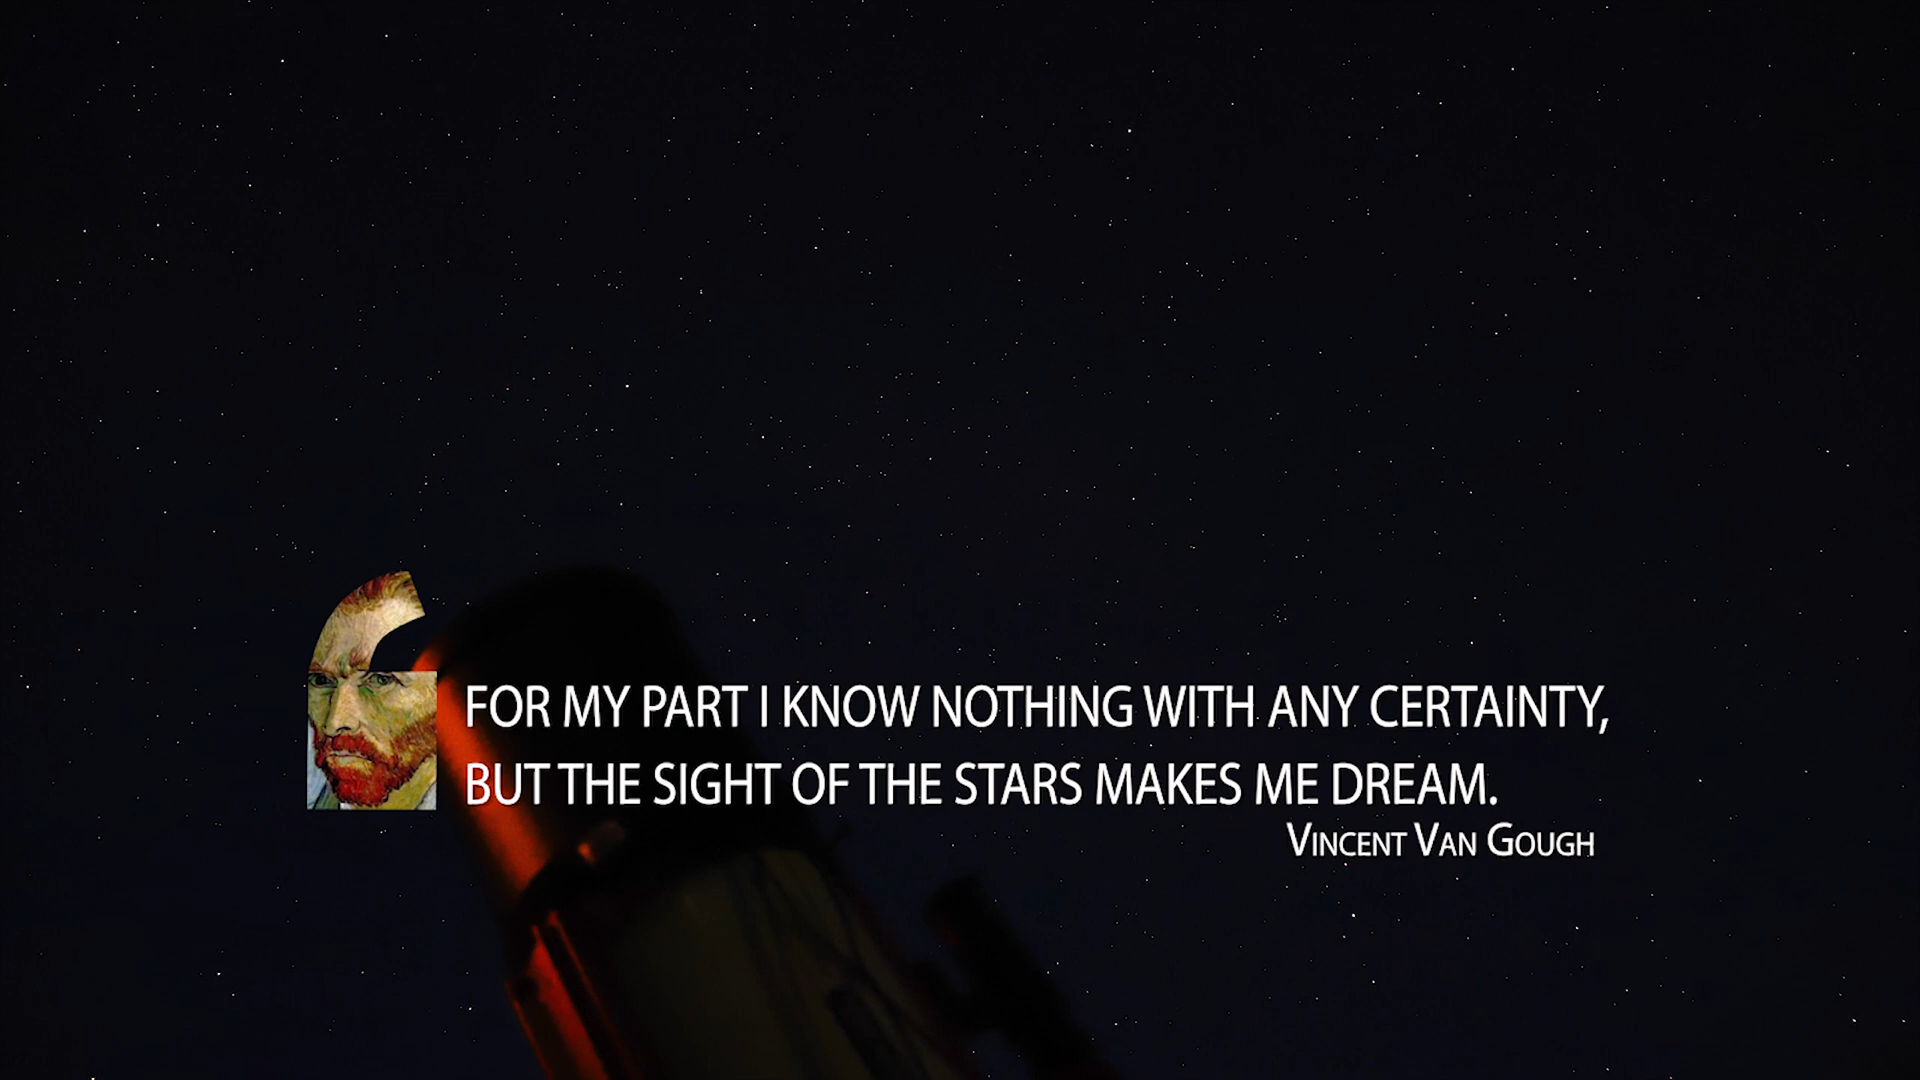 FOR MY PART I KNOW NOTHING WITH ANY CERTAINTY,
BUT THE SIGHT OF THE STARS MAKES ME DREAM.
VINCENT VAN GOUGH